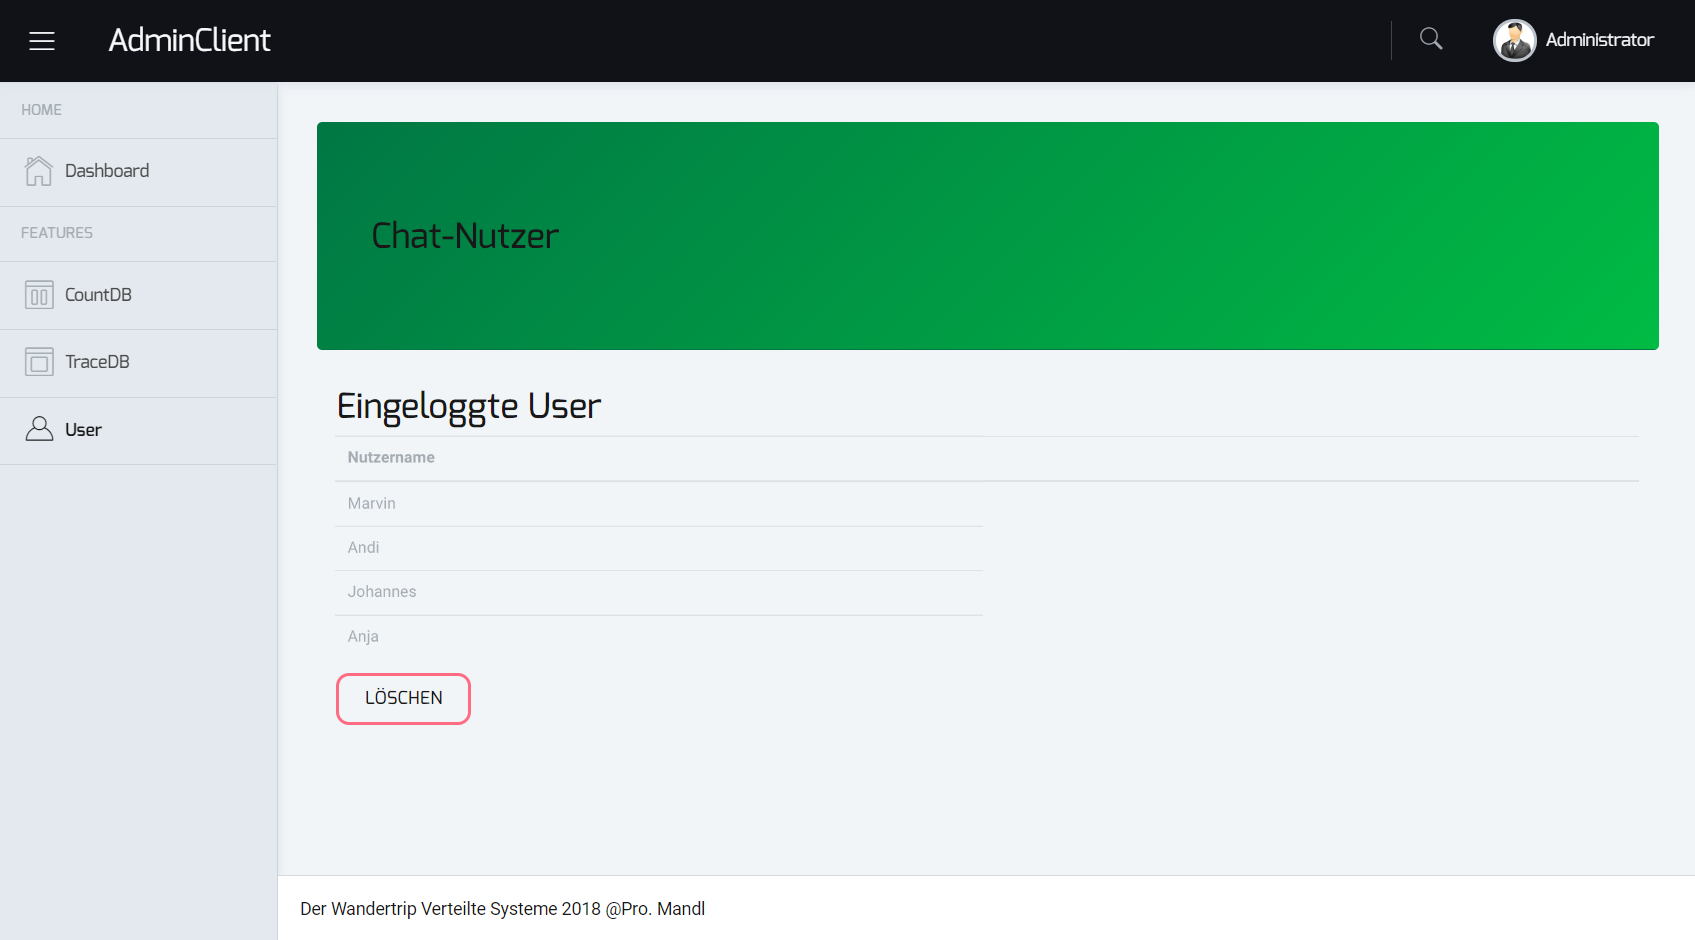 AdminClient
Administrator
HOME
Dashboard
FEATURES
CountDB
TraceDB
User
Chat-Nutzer
Eingeloggte User
Nutzername
Marvin
Andi
Johannes
Anja
LÖSCHEN
Der Wandertrip Verteilte Systeme 2018 @Pro. Mandl